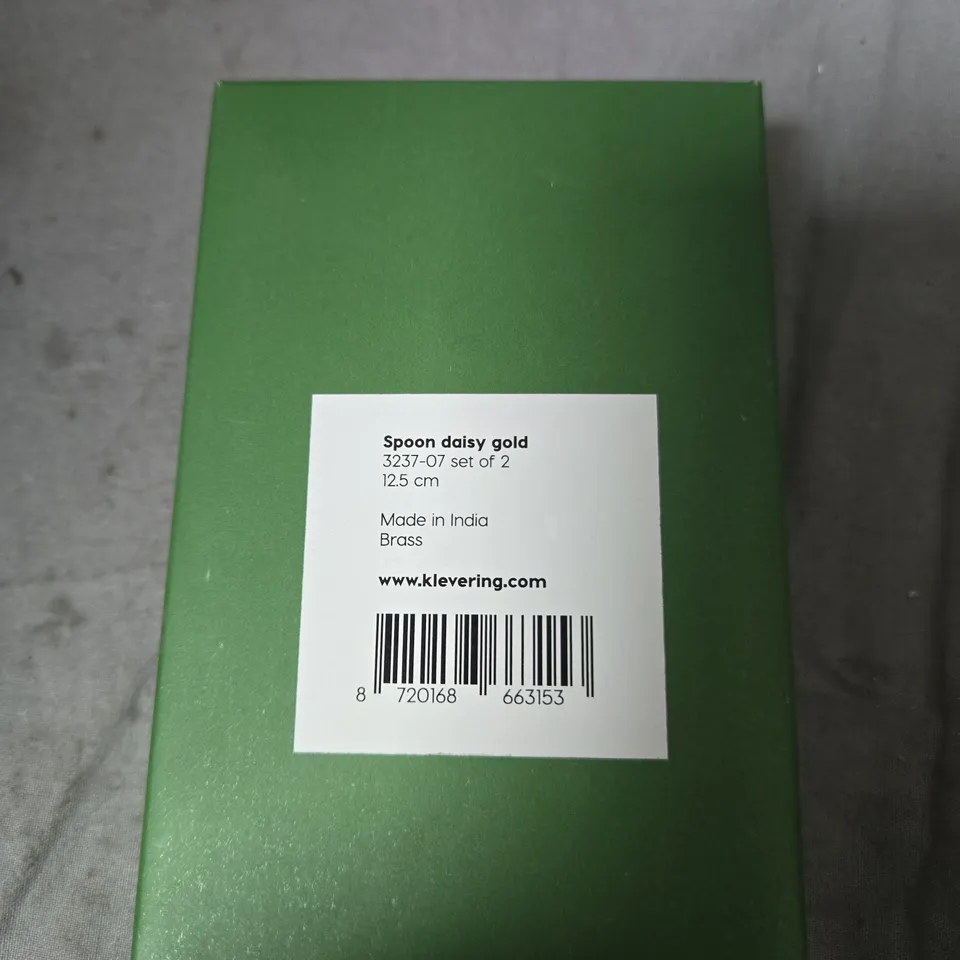 Spoon daisy gold
3237-07 set of 2
12.5 cm
Made in India
Brass
www.klevering.com
8 720168 663153